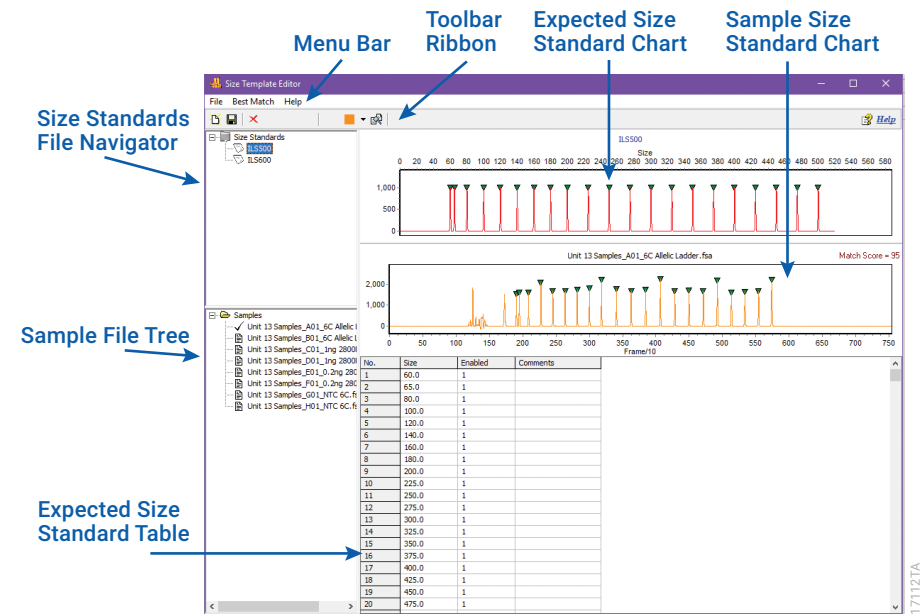 Menu Bar
Toolbar
Ribbon
Expected Size
Standard Chart
Sample Size
Standard Chart
Size Standards
File Navigator
Sample File Tree
Expected Size
Standard Table
Size Template Editor
File Best Match Help
Help
Size Standards
ILS500
ILS600
ILS500
Size
0 20 40 60 80 100 120 140 160 180 200 220 240 260 280 300 320 340 360 380 400 420 440 460 480 500 520 540 560 580
1,000
500
0
Unit 13 Samples_A01_6C Allelic Ladder.fsa
Match Score = 95
2,000
1,000
0
0 50 100 150 200 250 300 350 400 450 500 550 600 650 700 750
Frame/10
Samples
Unit 13 Samples_A01_6C Allelic
Unit 13 Samples_B01_6C Allelic
Unit 13 Samples_C01_1ng 2800
Unit 13 Samples_D01_1ng 2800
Unit 13 Samples_E01_0.2ng 280
Unit 13 Samples_F01_0.2ng 280
Unit 13 Samples_G01_NTC 6C.f
Unit 13 Samples_H01_NTC 6C.fs
No. Size Enabled Comments
1 60.0 1
2 65.0 1
3 80.0 1
4 100.0 1
5 120.0 1
6 140.0 1
7 160.0 1
8 180.0 1
9 200.0 1
10 225.0 1
11 250.0 1
12 275.0 1
13 300.0 1
14 325.0 1
15 350.0 1
16 375.0 1
17 400.0 1
18 425.0 1
19 450.0 1
20 475.0 1
17112TA